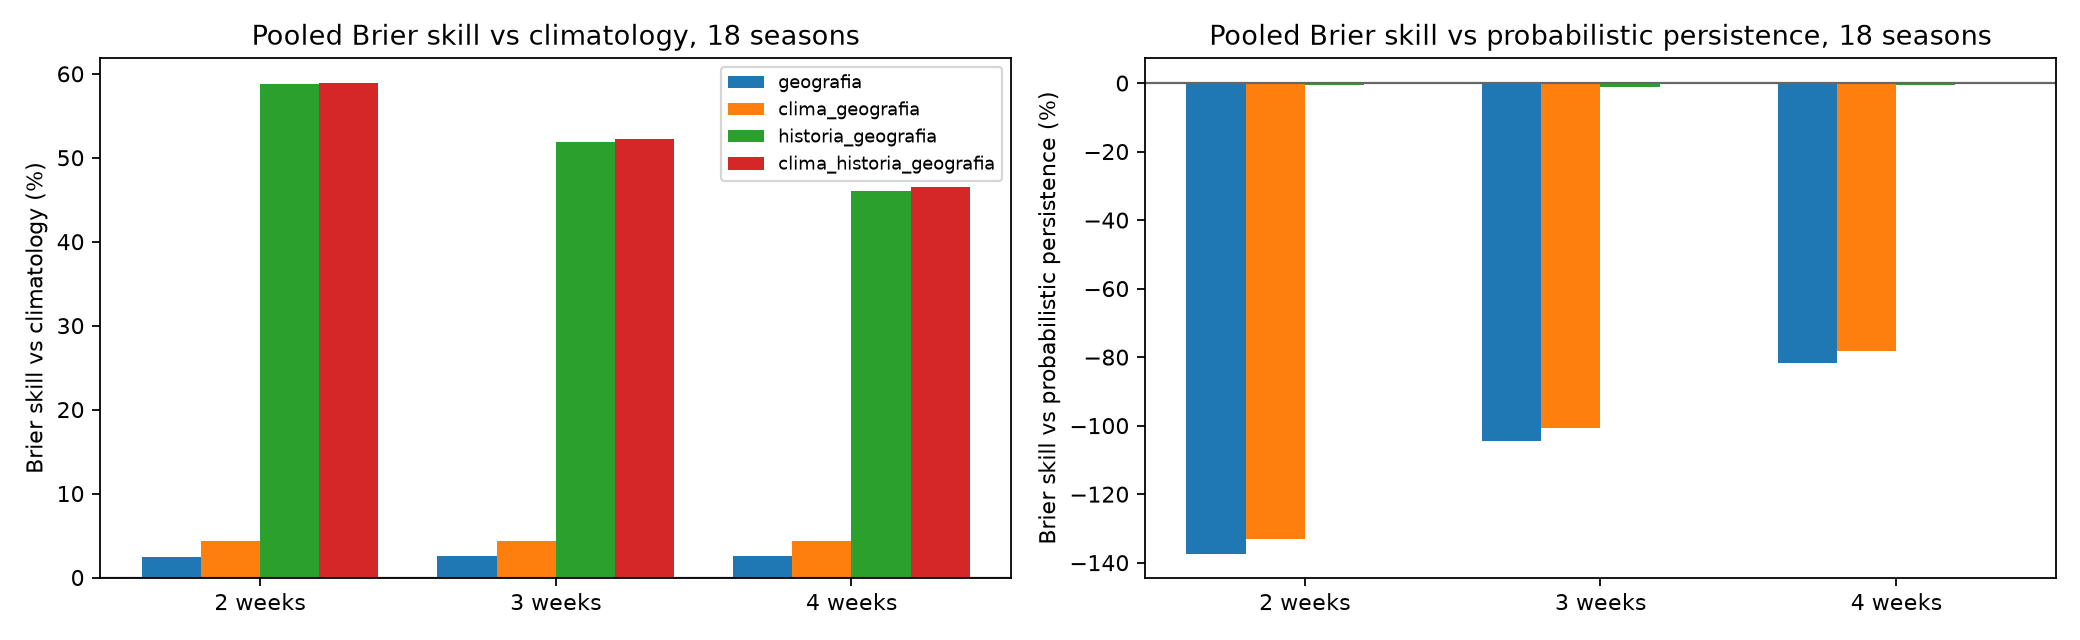 Pooled Brier skill vs climatology, 18 seasons
Brier skill vs climatology (%)
60
50
40
30
20
10
0
geografia
clima_geografia
historia_geografia
clima_historia_geografia
2 weeks
3 weeks
4 weeks
Pooled Brier skill vs probabilistic persistence, 18 seasons
Brier skill vs probabilistic persistence (%)
0
−20
−40
−60
−80
−100
−120
−140
2 weeks
3 weeks
4 weeks